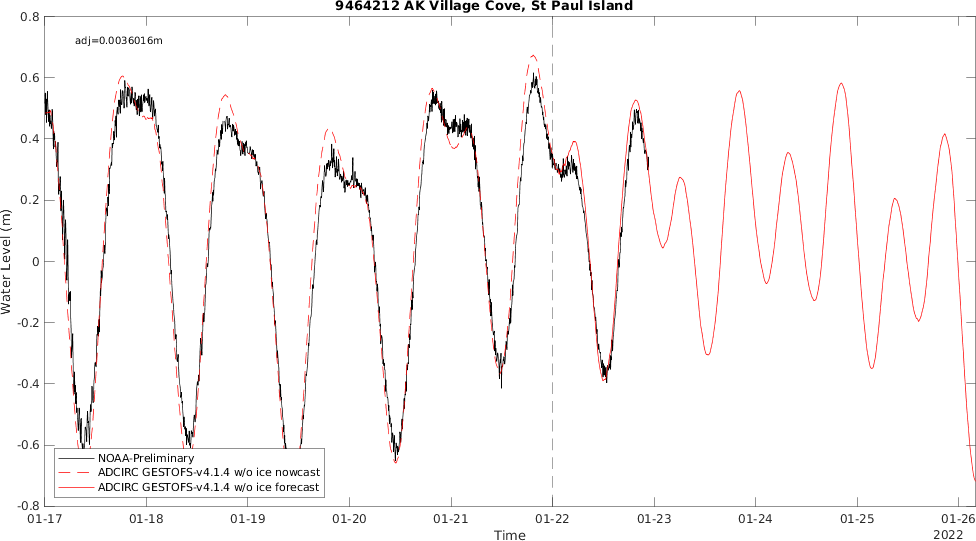 9464212 AK Village Cove, St Paul Island
adj=0.0036016m
0.8
0.6
0.4
0.2
0
-0.2
-0.4
-0.6
-0.8
Water Level (m)
NOAA-Preliminary
ADCIRC GESTOFS-v4.1.4 w/o ice nowcast
ADCIRC GESTOFS-v4.1.4 w/o ice forecast
01-17 01-18 01-19 01-20 01-21 01-22 01-23 01-24 01-25 01-26
Time
2022